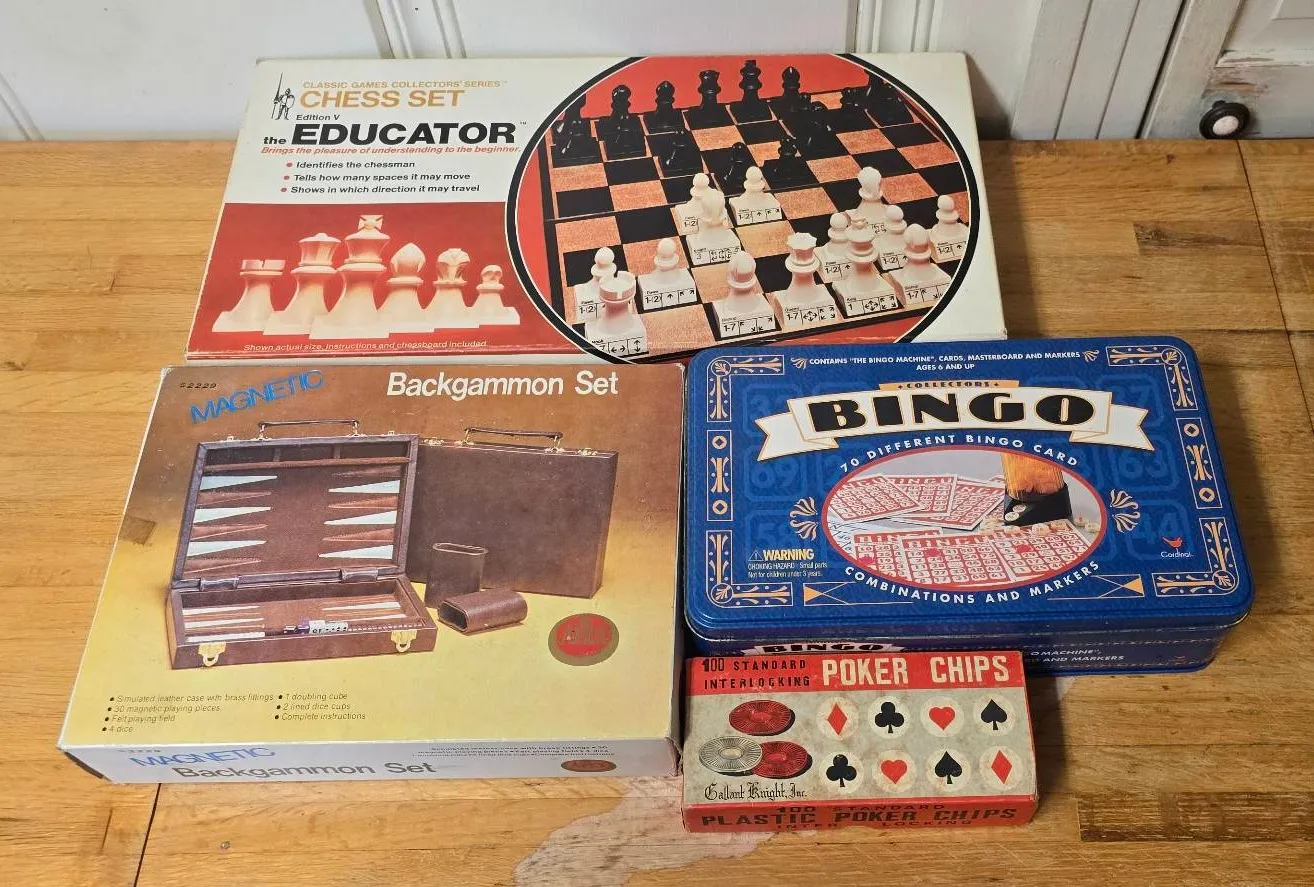 CLASSIC GAMES COLLECTORS' SERIES™
CHESS SET
Edition V
the EDUCATOR™
Brings the pleasure of understanding to the beginner.
• Identifies the chessman
• Tells how many spaces it may move
• Shows in which direction it may travel
Shown actual size, instructions and chessboard included
S2229
MAGNETIC
Backgammon Set
• Simulated leather case with brass fittings
• 30 magnetic playing pieces
• Felt playing field
• 4 dice
• 1 doubling cube
• 2 lined dice cups
• Complete instructions
MAGNETIC
Backgammon Set
CONTAINS "THE BINGO MACHINE", CARDS, MASTERBOARD AND MARKERS
AGES 6 AND UP
• COLLECTORS •
BINGO
70 DIFFERENT BINGO CARD
COMBINATIONS AND MARKERS
WARNING
CHOKING HAZARD - Small parts
Not for children under 3 years.
Cardinal
BINGO
100 STANDARD
INTERLOCKING
POKER CHIPS
Gallant Knight, Inc.
100 STANDARD
PLASTIC POKER CHIPS
INTERLOCKING